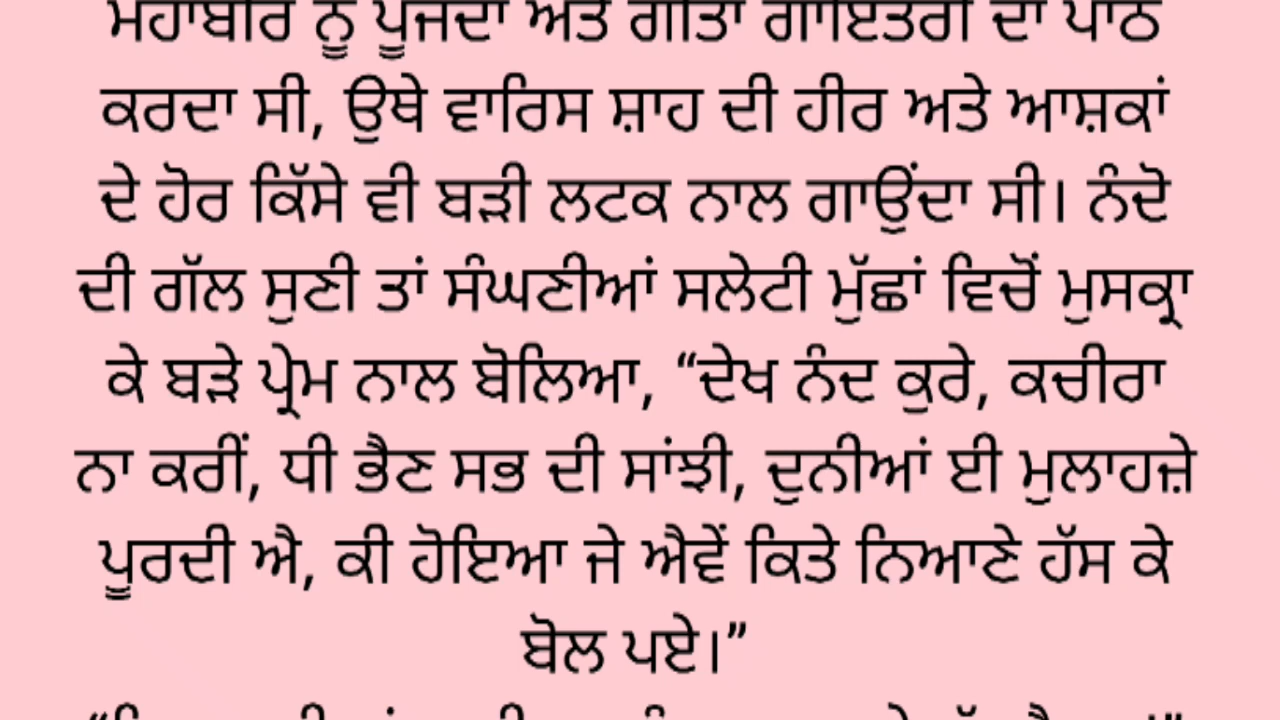 ਮਹਾਂਬੀਰ ਨੂੰ ਪੂਜਦਾ ਅਤੇ ਗੀਤਾ ਗਾਇਤਰੀ ਦਾ ਪਾਠ
ਕਰਦਾ ਸੀ, ਉਥੇ ਵਾਰਿਸ ਸ਼ਾਹ ਦੀ ਹੀਰ ਅਤੇ ਆਸ਼ਕਾਂ
ਦੇ ਹੋਰ ਕਿੱਸੇ ਵੀ ਬੜੀ ਲਟਕ ਨਾਲ ਗਾਉਂਦਾ ਸੀ। ਨੰਦੋ
ਦੀ ਗੱਲ ਸੁਣੀ ਤਾਂ ਸੰਘਣੀਆਂ ਸਲੇਟੀ ਮੁੱਛਾਂ ਵਿਚੋਂ ਮੁਸਕ੍ਰਾ
ਕੇ ਬੜੇ ਪ੍ਰੇਮ ਨਾਲ ਬੋਲਿਆ, “ਦੇਖ ਨੰਦ ਕੁਰੇ, ਕਚੀਰਾ
ਨਾ ਕਰੀਂ, ਧੀ ਭੈਣ ਸਭ ਦੀ ਸਾਂਝੀ, ਦੁਨੀਆਂ ਈ ਮੁਲਾਹਜ਼ੇ
ਪੂਰਦੀ ਐ, ਕੀ ਹੋਇਆ ਜੇ ਐਵੇਂ ਕਿਤੇ ਨਿਆਣੇ ਹੱਸ ਕੇ
ਬੋਲ ਪਏ।”